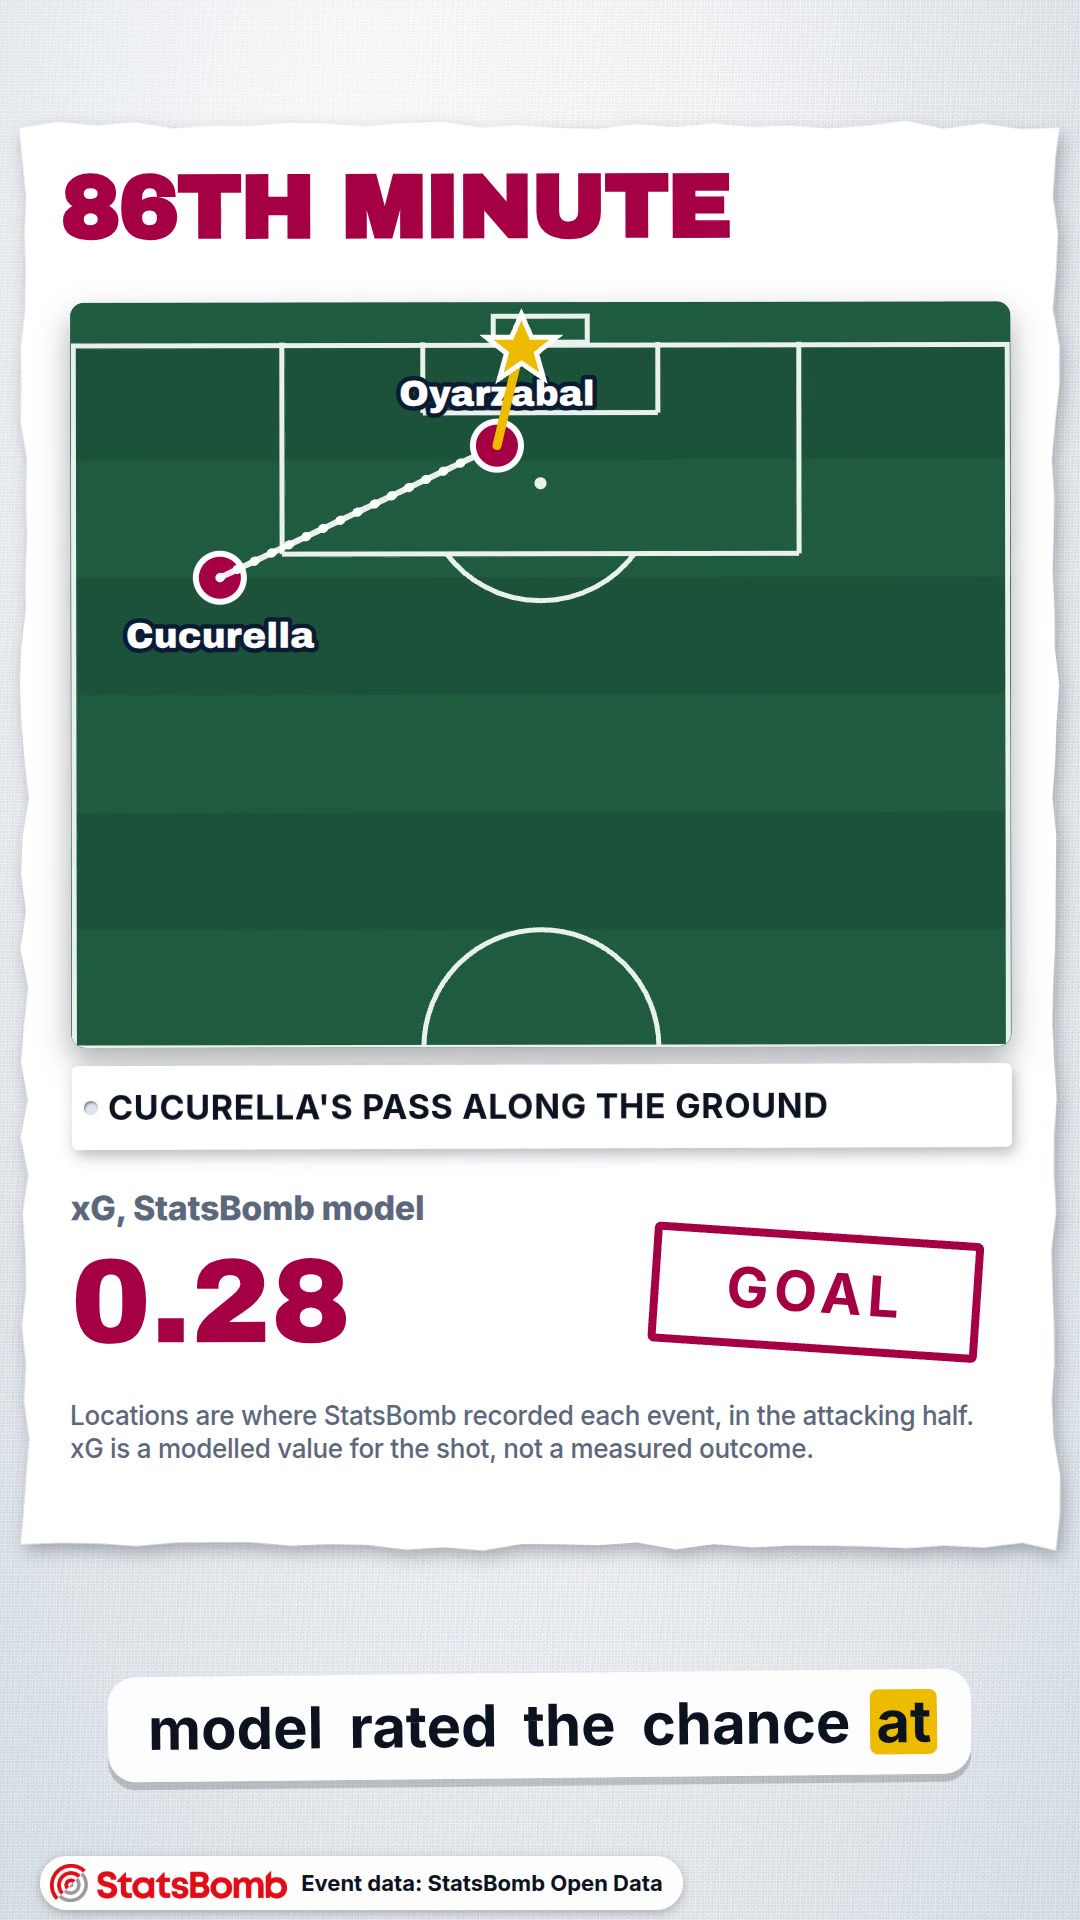 86TH MINUTE
Oyarzabal
Cucurella
CUCURELLA'S PASS ALONG THE GROUND
xG, StatsBomb model
0.28
GOAL
Locations are where StatsBomb recorded each event, in the attacking half.
xG is a modelled value for the shot, not a measured outcome.
model rated the chance at
StatsBomb Event data: StatsBomb Open Data